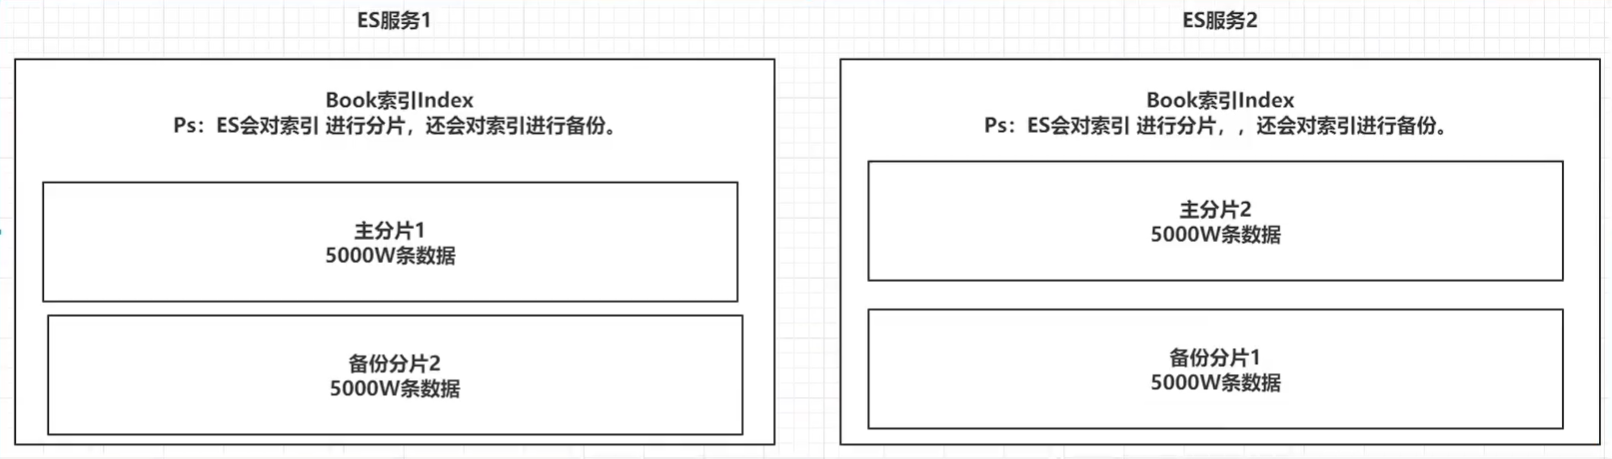 ES服务1
Book索引Index
Ps：ES会对索引 进行分片，还会对索引进行备份。
主分片1
5000W条数据
备份分片2
5000W条数据
ES服务2
Book索引Index
Ps：ES会对索引 进行分片，，还会对索引进行备份。
主分片2
5000W条数据
备份分片1
5000W条数据